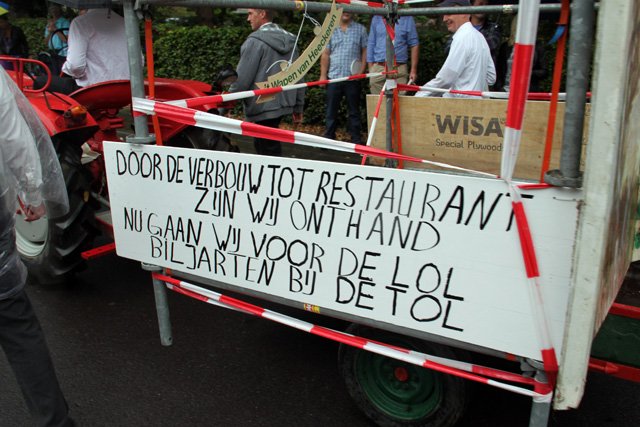 't Wapen van Heeckeren
WISA
Special Plywood
DOOR DE VERBOUW TOT RESTAURANT
ZIJN WIJ ONTHAND
NU GAAN WIJ VOOR DE LOL
BILJARTEN BIJ DE TOL